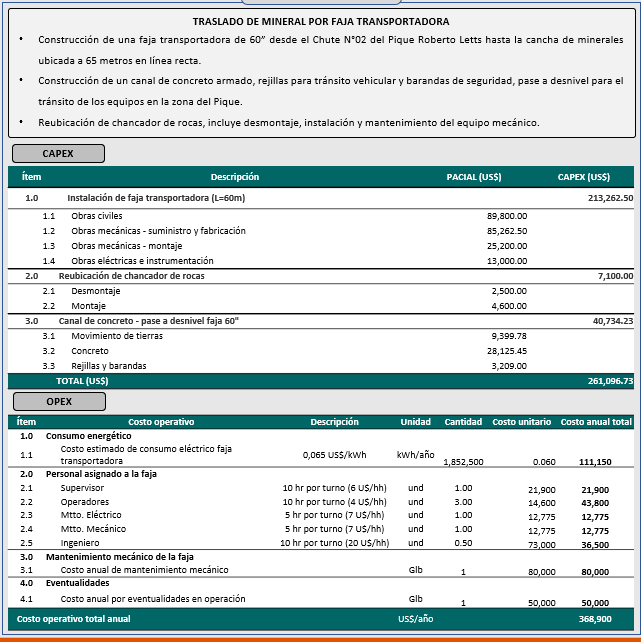 TRASLADO DE MINERAL POR FAJA TRANSPORTADORA
• Construcción de una faja transportadora de 60” desde el Chute N°02 del Pique Roberto Letts hasta la cancha de minerales
ubicada a 65 metros en línea recta.
• Construcción de un canal de concreto armado, rejillas para tránsito vehicular y barandas de seguridad, pase a desnivel para el
tránsito de los equipos en la zona del Pique.
• Reubicación de chancador de rocas, incluye desmontaje, instalación y mantenimiento del equipo mecánico.
CAPEX
Ítem Descripción PACIAL (US$) CAPEX (US$)
1.0 Instalación de faja transportadora (L=60m) 213,262.50
1.1 Obras civiles 89,800.00
1.2 Obras mecánicas - suministro y fabricación 85,262.50
1.3 Obras mecánicas - montaje 25,200.00
1.4 Obras eléctricas e instrumentación 13,000.00
2.0 Reubicación de chancador de rocas 7,100.00
2.1 Desmontaje 2,500.00
2.2 Montaje 4,600.00
3.0 Canal de concreto - pase a desnivel faja 60" 40,734.23
3.1 Movimiento de tierras 9,399.78
3.2 Concreto 28,125.45
3.3 Rejillas y barandas 3,209.00
TOTAL (US$) 261,096.73
OPEX
Ítem Costo operativo Descripción Unidad Cantidad Costo unitario Costo anual total
1.0 Consumo energético
1.1 Costo estimado de consumo eléctrico faja
transportadora 0,065 US$/kWh kWh/año 1,852,500 0.060 111,150
2.0 Personal asignado a la faja
2.1 Supervisor 10 hr por turno (6 U$/hh) und 1.00 21,900 21,900
2.2 Operadores 10 hr por turno (4 U$/hh) und 3.00 14,600 43,800
2.3 Mtto. Eléctrico 5 hr por turno (7 U$/hh) und 1.00 12,775 12,775
2.4 Mtto. Mecánico 5 hr por turno (7 U$/hh) und 1.00 12,775 12,775
2.5 Ingeniero 10 hr por turno (20 U$/hh) und 0.50 73,000 36,500
3.0 Mantenimiento mecánico de la faja
3.1 Costo anual de mantenimiento mecánico Glb 1 80,000 80,000
4.0 Eventualidades
4.1 Costo anual por eventualidades en operación Glb 1 50,000 50,000
Costo operativo total anual US$/año 368,900